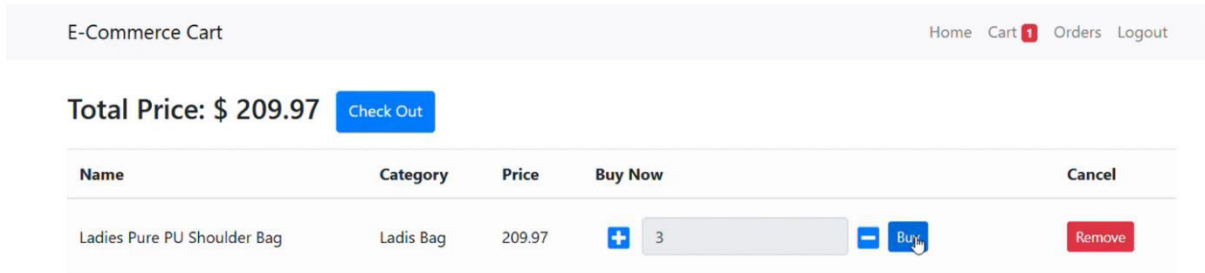 E-Commerce Cart Home Cart 1 Orders Logout
Total Price: $ 209.97 Check Out
Name Category Price Buy Now Cancel
Ladies Pure PU Shoulder Bag Ladis Bag 209.97 3 Buy Remove